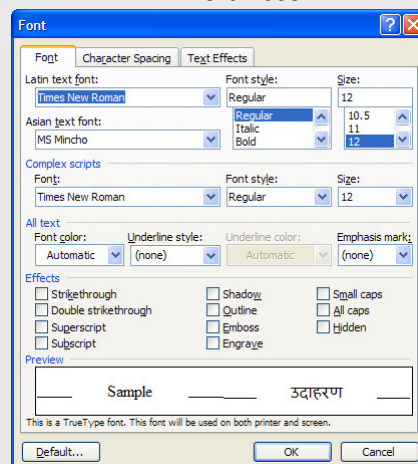 Font
Font Character Spacing Text Effects
Latin text font: Font style: Size:
Times New Roman Regular 12
Regular 10.5
Italic 11
Bold 12
Asian text font:
MS Mincho
Complex scripts
Font: Font style: Size:
Times New Roman Regular 12
All text
Font color: Underline style: Underline color: Emphasis mark:
Automatic (none) Automatic (none)
Effects
Strikethrough Shadow Small caps
Double strikethrough Outline All caps
Superscript Emboss Hidden
Subscript Engrave
Preview
Sample उदाहरण
This is a TrueType font. This font will be used on both printer and screen.
Default... OK Cancel